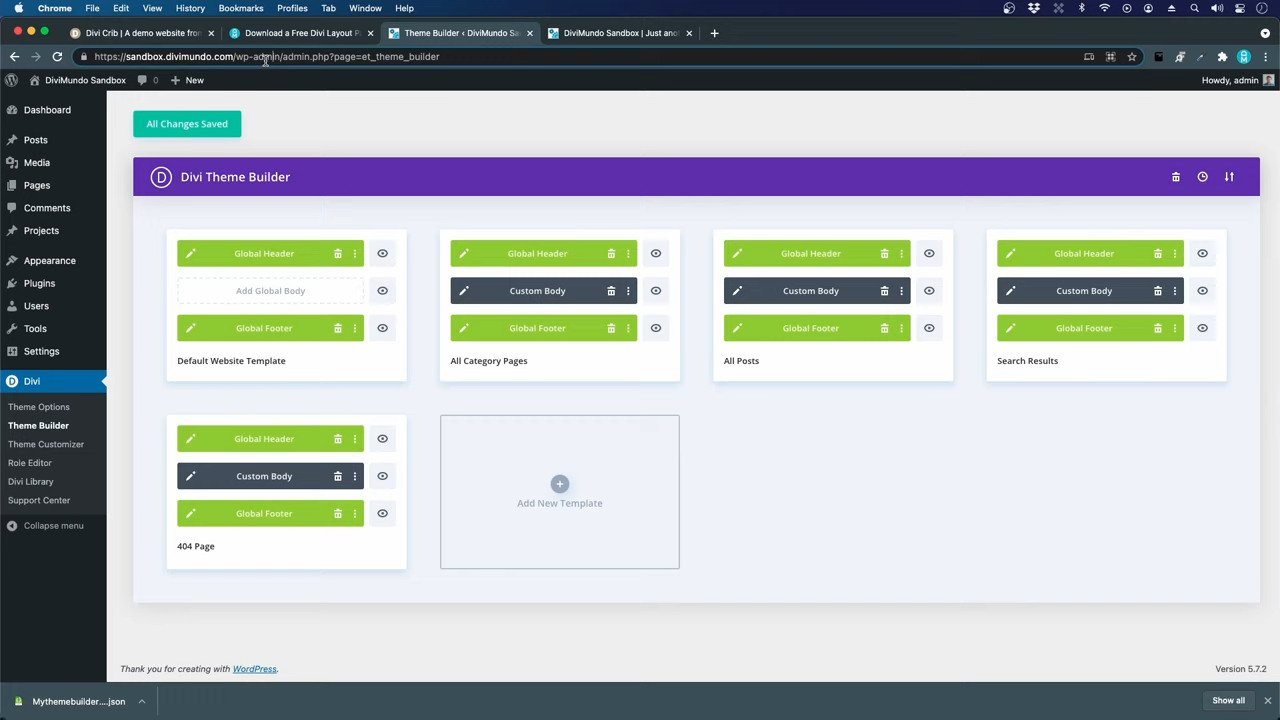 Chrome File Edit View History Bookmarks Profiles Tab Window Help
Divi Crib | A demo website from
Download a Free Divi Layout P
Theme Builder ‹ DiviMundo Sa
DiviMundo Sandbox | Just ano
https://sandbox.divimundo.com/wp-admin/admin.php?page=et_theme_builder
DiviMundo Sandbox 0 New Howdy, admin
Dashboard
Posts
Media
Pages
Comments
Projects
Appearance
Plugins
Users
Tools
Settings
Divi
Theme Options
Theme Builder
Theme Customizer
Role Editor
Divi Library
Support Center
Collapse menu
All Changes Saved
D Divi Theme Builder
Global Header
Add Global Body
Global Footer
Default Website Template
Global Header
Custom Body
Global Footer
All Category Pages
Global Header
Custom Body
Global Footer
All Posts
Global Header
Custom Body
Global Footer
Search Results
Global Header
Custom Body
Global Footer
404 Page
Add New Template
Thank you for creating with WordPress.
Version 5.7.2
Mythemebuilder....json
Show all